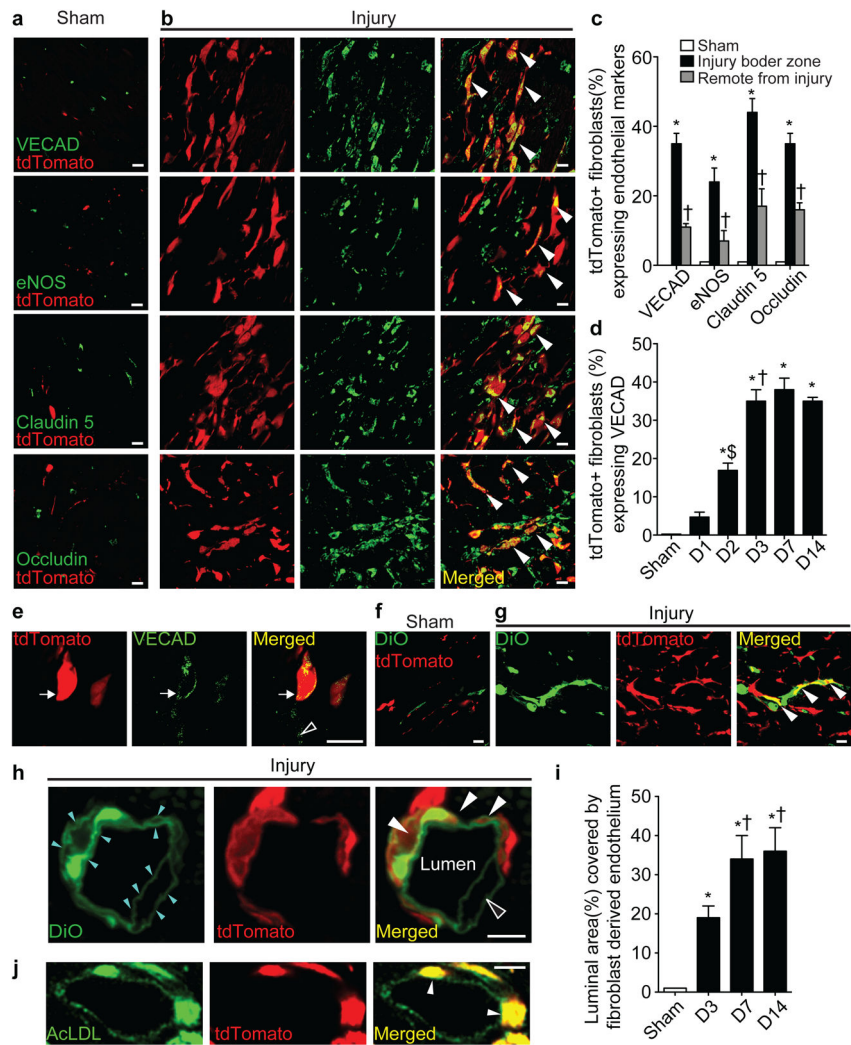 a
Sham
b
Injury
VECAD
tdTomato
eNOS
tdTomato
Claudin 5
tdTomato
Occludin
tdTomato
Merged
c
Sham
Injury boder zone
Remote from injury
tdTomato+ fibroblasts(%)
expressing endothelial markers
60
40
20
0
*
*
*
*
†
†
†
†
VECAD
eNOS
Claudin 5
Occludin
d
tdTomato+ fibroblasts (%)
expressing VECAD
50
40
30
20
10
0
*$
*†
*
*
Sham
D1
D2
D3
D7
D14
e
tdTomato
VECAD
Merged
f
Sham
DiO
tdTomato
g
Injury
DiO
tdTomato
Merged
h
Injury
DiO
tdTomato
Lumen
Merged
i
Luminal area(%) covered by
fibroblast derived endothelium
50
40
30
20
10
0
*
*†
*†
Sham
D3
D7
D14
j
AcLDL
tdTomato
Merged